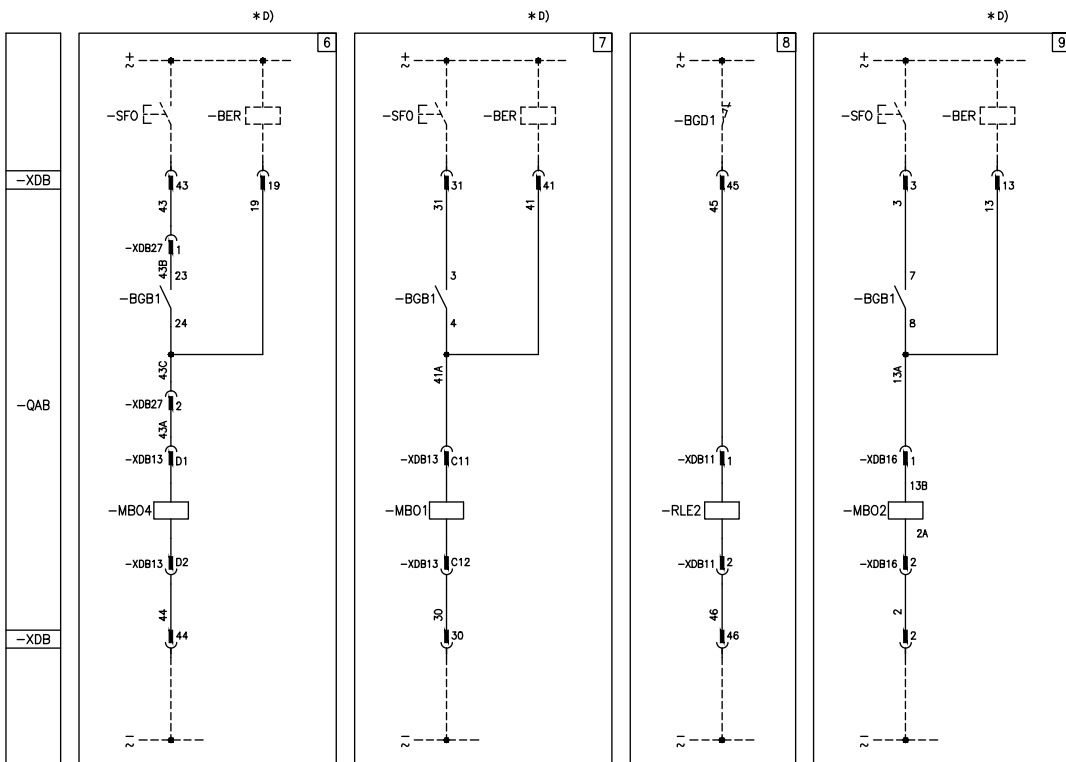 * D)
* D)
* D)
6
7
8
9
+
~
+
~
+
~
+
~
-SFO
-BER
-SFO
-BER
-BGD1
-SFO
-BER
-XDB
43
19
31
41
45
3
13
43
19
31
41
45
3
13
-XDB27
1
43B
23
3
7
-BGB1
-BGB1
-BGB1
24
4
8
43C
41A
13A
-QAB
-XDB27
2
43A
-XDB13
D1
-XDB13
C11
-XDB11
1
-XDB16
1
13B
-MBO4
-MBO1
-RLE2
-MBO2
2A
-XDB13
D2
-XDB13
C12
-XDB11
2
-XDB16
2
44
30
46
2
-XDB
44
30
46
2
-
~
-
~
-
~
-
~